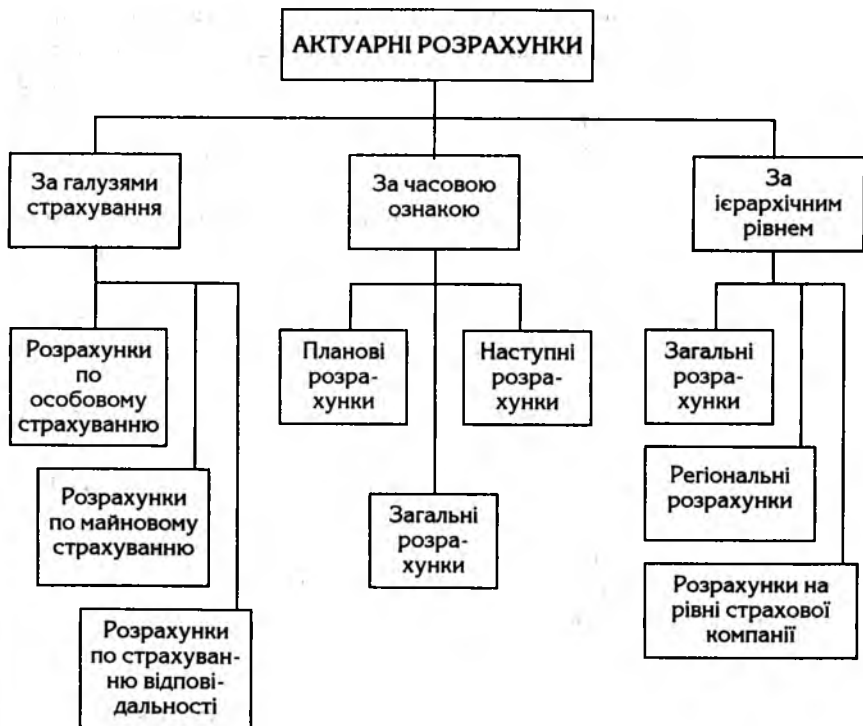 АКТУАРНІ РОЗРАХУНКИ
За галузями
страхування
За часовою
ознакою
За
ієрархічним
рівнем
Розрахунки
по
особовому
страхуванню
Розрахунки
по майновому
страхуванню
Розрахунки
по страхуван-
ню відпові-
дальності
Планові
розра-
хунки
Наступні
розра-
хунки
Загальні
розра-
хунки
Загальні
розра-
хунки
Регіональні
розрахунки
Розрахунки на
рівні страхової
компанії